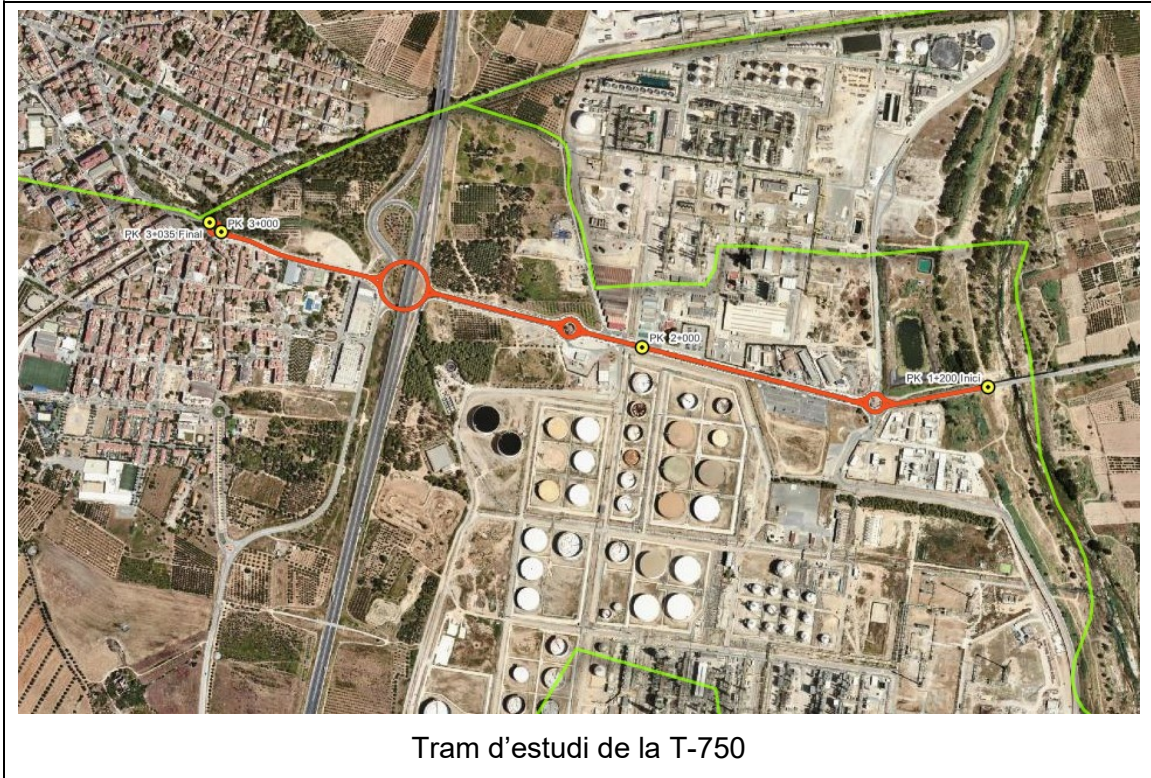 PK 3+000
PK 3+035 Final
PK 2+000
PK 1+200 Inici
Tram d'estudi de la T-750